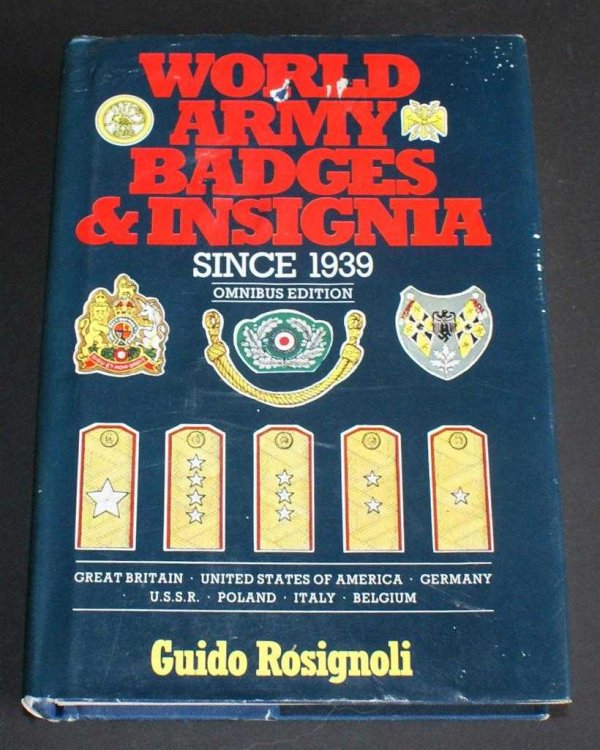 WORLD
ARMY
BADGES
& INSIGNIA
SINCE 1939
OMNIBUS EDITION
GREAT BRITAIN · UNITED STATES OF AMERICA · GERMANY
· U.S.S.R. · POLAND · ITALY · BELGIUM
Guido Rosignoli